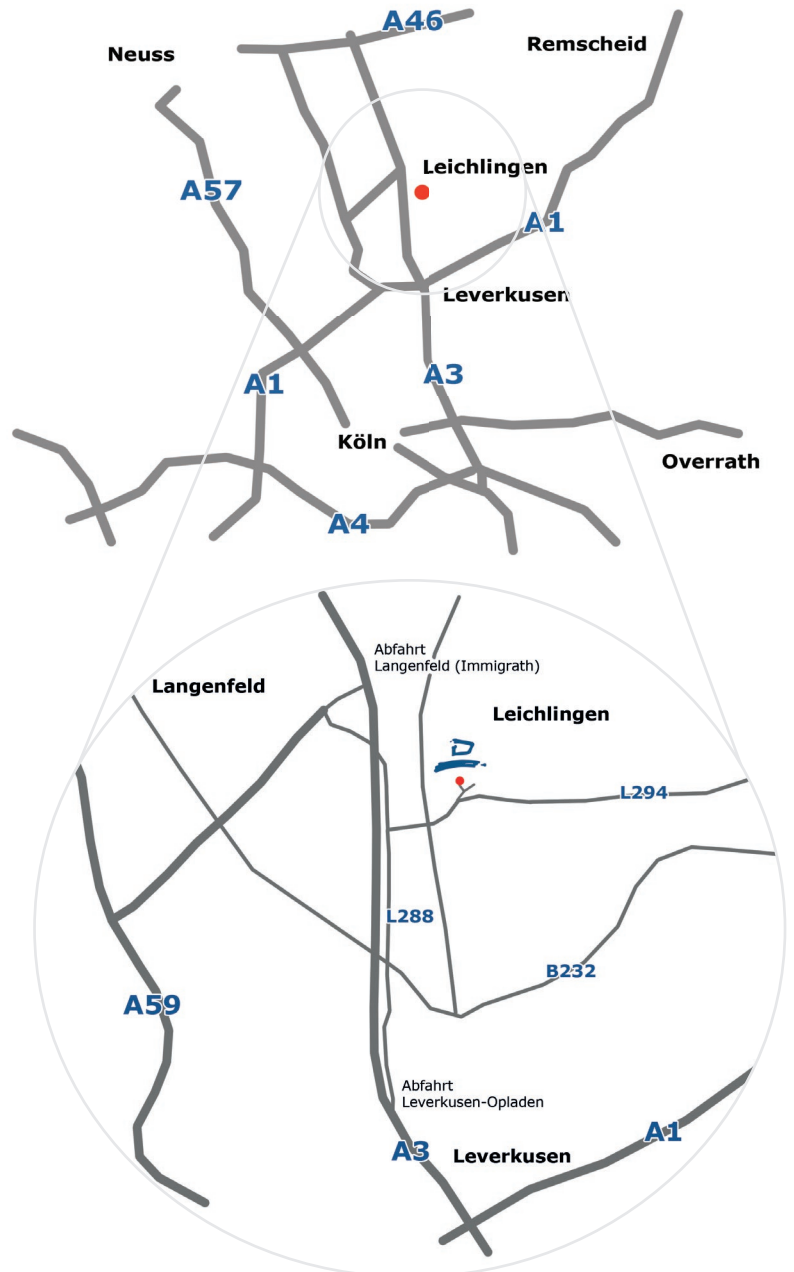 A46
Neuss
Remscheid
Leichlingen
A57
A1
Leverkusen
A1
A3
Köln
Overrath
A4
Abfahrt
Langenfeld (Immigrath)
Langenfeld
Leichlingen
D
L294
L288
B232
A59
Abfahrt
Leverkusen-Opladen
A1
A3
Leverkusen